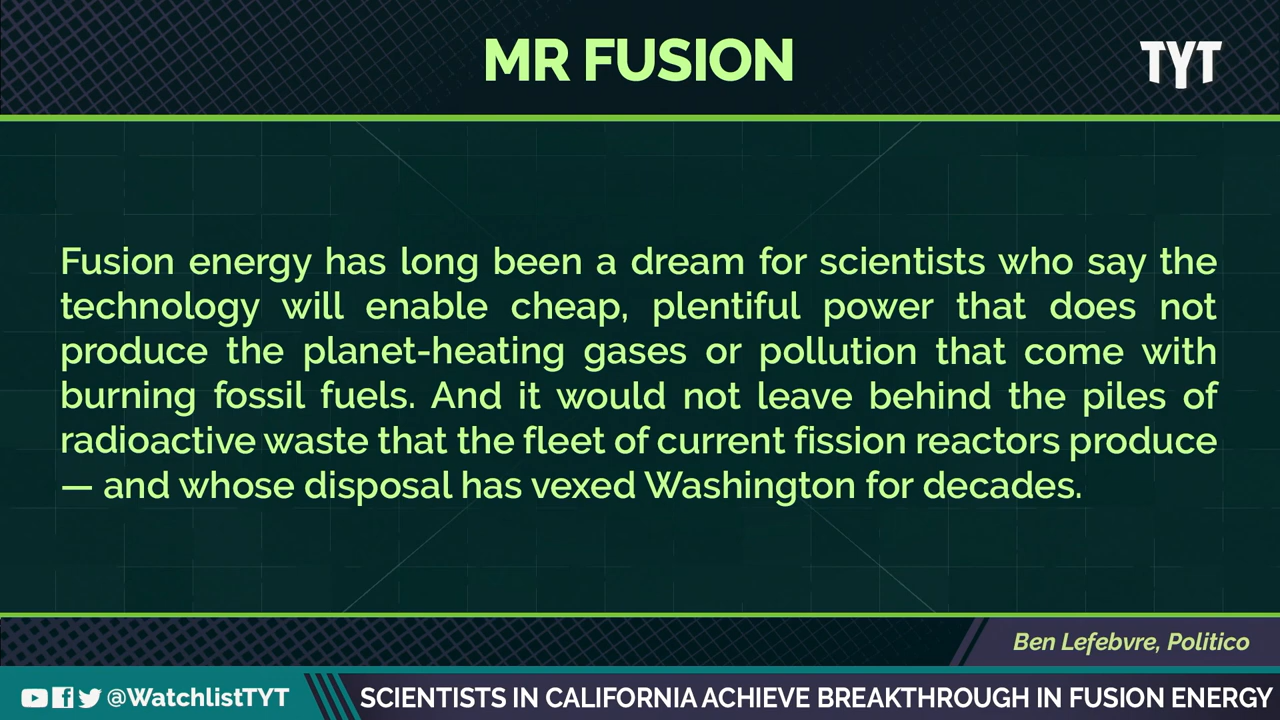 MR FUSION
TYT
Fusion energy has long been a dream for scientists who say the
technology will enable cheap, plentiful power that does not
produce the planet-heating gases or pollution that come with
burning fossil fuels. And it would not leave behind the piles of
radioactive waste that the fleet of current fission reactors produce
— and whose disposal has vexed Washington for decades.
Ben Lefebvre, Politico
@WatchlistTYT
SCIENTISTS IN CALIFORNIA ACHIEVE BREAKTHROUGH IN FUSION ENERGY